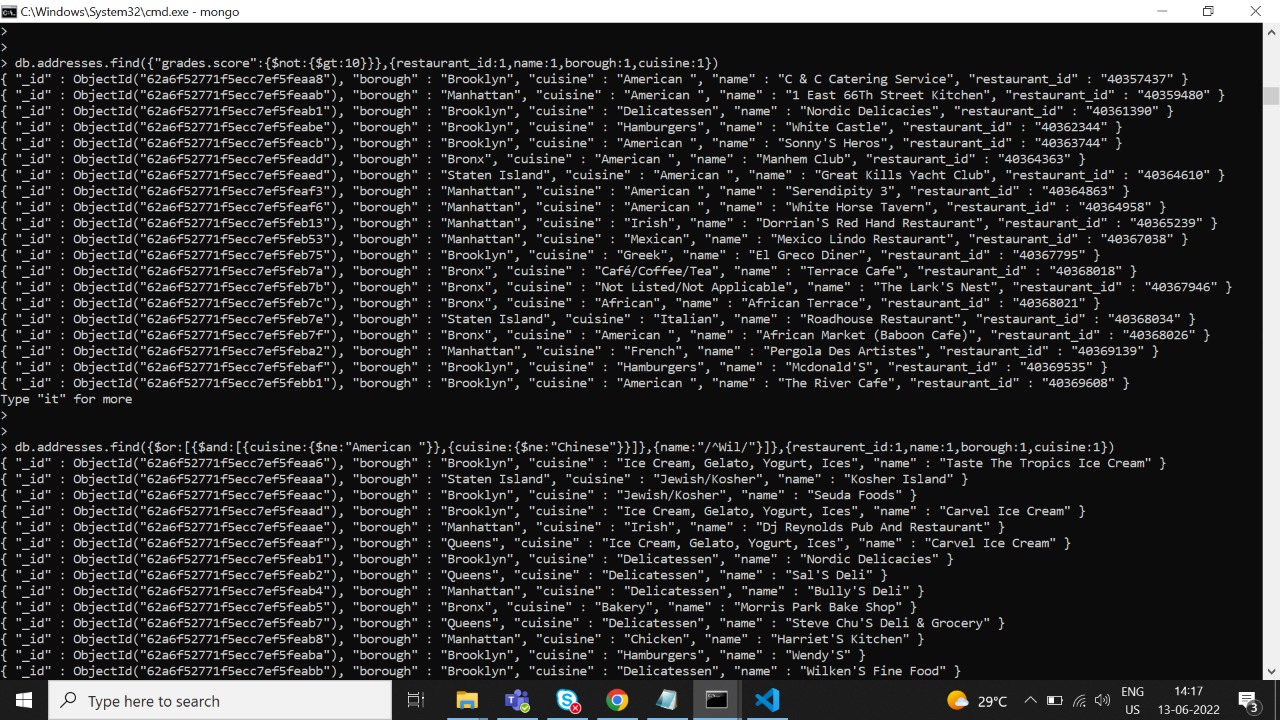 C:\Windows\System32\cmd.exe - mongo
>
>
> db.addresses.find({"grades.score":{$not:{$gt:10}}},{restaurant_id:1,name:1,borough:1,cuisine:1})
{ "_id" : ObjectId("62a6f52771f5ecc7ef5feaa8"), "borough" : "Brooklyn", "cuisine" : "American ", "name" : "C & C Catering Service", "restaurant_id" : "40357437" }
{ "_id" : ObjectId("62a6f52771f5ecc7ef5feaab"), "borough" : "Manhattan", "cuisine" : "American ", "name" : "1 East 66Th Street Kitchen", "restaurant_id" : "40359480" }
{ "_id" : ObjectId("62a6f52771f5ecc7ef5feab1"), "borough" : "Brooklyn", "cuisine" : "Delicatessen", "name" : "Nordic Delicacies", "restaurant_id" : "40361390" }
{ "_id" : ObjectId("62a6f52771f5ecc7ef5feabe"), "borough" : "Brooklyn", "cuisine" : "Hamburgers", "name" : "White Castle", "restaurant_id" : "40362344" }
{ "_id" : ObjectId("62a6f52771f5ecc7ef5feacb"), "borough" : "Brooklyn", "cuisine" : "American ", "name" : "Sonny'S Heros", "restaurant_id" : "40363744" }
{ "_id" : ObjectId("62a6f52771f5ecc7ef5feadd"), "borough" : "Bronx", "cuisine" : "American ", "name" : "Manhem Club", "restaurant_id" : "40364363" }
{ "_id" : ObjectId("62a6f52771f5ecc7ef5feaed"), "borough" : "Staten Island", "cuisine" : "American ", "name" : "Great Kills Yacht Club", "restaurant_id" : "40364610" }
{ "_id" : ObjectId("62a6f52771f5ecc7ef5feaf3"), "borough" : "Manhattan", "cuisine" : "American ", "name" : "Serendipity 3", "restaurant_id" : "40364863" }
{ "_id" : ObjectId("62a6f52771f5ecc7ef5feaf6"), "borough" : "Manhattan", "cuisine" : "American ", "name" : "White Horse Tavern", "restaurant_id" : "40364958" }
{ "_id" : ObjectId("62a6f52771f5ecc7ef5feb13"), "borough" : "Manhattan", "cuisine" : "Irish", "name" : "Dorrian'S Red Hand Restaurant", "restaurant_id" : "40365239" }
{ "_id" : ObjectId("62a6f52771f5ecc7ef5feb53"), "borough" : "Manhattan", "cuisine" : "Mexican", "name" : "Mexico Lindo Restaurant", "restaurant_id" : "40367038" }
{ "_id" : ObjectId("62a6f52771f5ecc7ef5feb75"), "borough" : "Brooklyn", "cuisine" : "Greek", "name" : "El Greco Diner", "restaurant_id" : "40367795" }
{ "_id" : ObjectId("62a6f52771f5ecc7ef5feb7a"), "borough" : "Bronx", "cuisine" : "Café/Coffee/Tea", "name" : "Terrace Cafe", "restaurant_id" : "40368018" }
{ "_id" : ObjectId("62a6f52771f5ecc7ef5feb7b"), "borough" : "Bronx", "cuisine" : "Not Listed/Not Applicable", "name" : "The Lark'S Nest", "restaurant_id" : "40367946" }
{ "_id" : ObjectId("62a6f52771f5ecc7ef5feb7c"), "borough" : "Bronx", "cuisine" : "African", "name" : "African Terrace", "restaurant_id" : "40368021" }
{ "_id" : ObjectId("62a6f52771f5ecc7ef5feb7e"), "borough" : "Staten Island", "cuisine" : "Italian", "name" : "Roadhouse Restaurant", "restaurant_id" : "40368034" }
{ "_id" : ObjectId("62a6f52771f5ecc7ef5feb7f"), "borough" : "Bronx", "cuisine" : "American ", "name" : "African Market (Baboon Cafe)", "restaurant_id" : "40368026" }
{ "_id" : ObjectId("62a6f52771f5ecc7ef5feba2"), "borough" : "Manhattan", "cuisine" : "French", "name" : "Pergola Des Artistes", "restaurant_id" : "40369139" }
{ "_id" : ObjectId("62a6f52771f5ecc7ef5febaf"), "borough" : "Brooklyn", "cuisine" : "Hamburgers", "name" : "Mcdonald'S", "restaurant_id" : "40369535" }
{ "_id" : ObjectId("62a6f52771f5ecc7ef5febb1"), "borough" : "Brooklyn", "cuisine" : "American ", "name" : "The River Cafe", "restaurant_id" : "40369608" }
Type "it" for more
>
>
> db.addresses.find({$or:[{$and:[{cuisine:{$ne:"American "}},{cuisine:{$ne:"Chinese"}}]},{name:"/^Wil/"}]},{restaurent_id:1,name:1,borough:1,cuisine:1})
{ "_id" : ObjectId("62a6f52771f5ecc7ef5feaa6"), "borough" : "Brooklyn", "cuisine" : "Ice Cream, Gelato, Yogurt, Ices", "name" : "Taste The Tropics Ice Cream" }
{ "_id" : ObjectId("62a6f52771f5ecc7ef5feaaa"), "borough" : "Staten Island", "cuisine" : "Jewish/Kosher", "name" : "Kosher Island" }
{ "_id" : ObjectId("62a6f52771f5ecc7ef5feaac"), "borough" : "Brooklyn", "cuisine" : "Jewish/Kosher", "name" : "Seuda Foods" }
{ "_id" : ObjectId("62a6f52771f5ecc7ef5feaad"), "borough" : "Brooklyn", "cuisine" : "Ice Cream, Gelato, Yogurt, Ices", "name" : "Carvel Ice Cream" }
{ "_id" : ObjectId("62a6f52771f5ecc7ef5feaae"), "borough" : "Manhattan", "cuisine" : "Irish", "name" : "Dj Reynolds Pub And Restaurant" }
{ "_id" : ObjectId("62a6f52771f5ecc7ef5feaaf"), "borough" : "Queens", "cuisine" : "Ice Cream, Gelato, Yogurt, Ices", "name" : "Carvel Ice Cream" }
{ "_id" : ObjectId("62a6f52771f5ecc7ef5feab1"), "borough" : "Brooklyn", "cuisine" : "Delicatessen", "name" : "Nordic Delicacies" }
{ "_id" : ObjectId("62a6f52771f5ecc7ef5feab2"), "borough" : "Queens", "cuisine" : "Delicatessen", "name" : "Sal'S Deli" }
{ "_id" : ObjectId("62a6f52771f5ecc7ef5feab4"), "borough" : "Manhattan", "cuisine" : "Delicatessen", "name" : "Bully'S Deli" }
{ "_id" : ObjectId("62a6f52771f5ecc7ef5feab5"), "borough" : "Bronx", "cuisine" : "Bakery", "name" : "Morris Park Bake Shop" }
{ "_id" : ObjectId("62a6f52771f5ecc7ef5feab7"), "borough" : "Queens", "cuisine" : "Delicatessen", "name" : "Steve Chu'S Deli & Grocery" }
{ "_id" : ObjectId("62a6f52771f5ecc7ef5feab8"), "borough" : "Manhattan", "cuisine" : "Chicken", "name" : "Harriet'S Kitchen" }
{ "_id" : ObjectId("62a6f52771f5ecc7ef5feaba"), "borough" : "Brooklyn", "cuisine" : "Hamburgers", "name" : "Wendy'S" }
{ "_id" : ObjectId("62a6f52771f5ecc7ef5feabb"), "borough" : "Brooklyn", "cuisine" : "Delicatessen", "name" : "Wilken'S Fine Food" }
Type here to search
29°C
ENG
US
14:17
13-06-2022
3